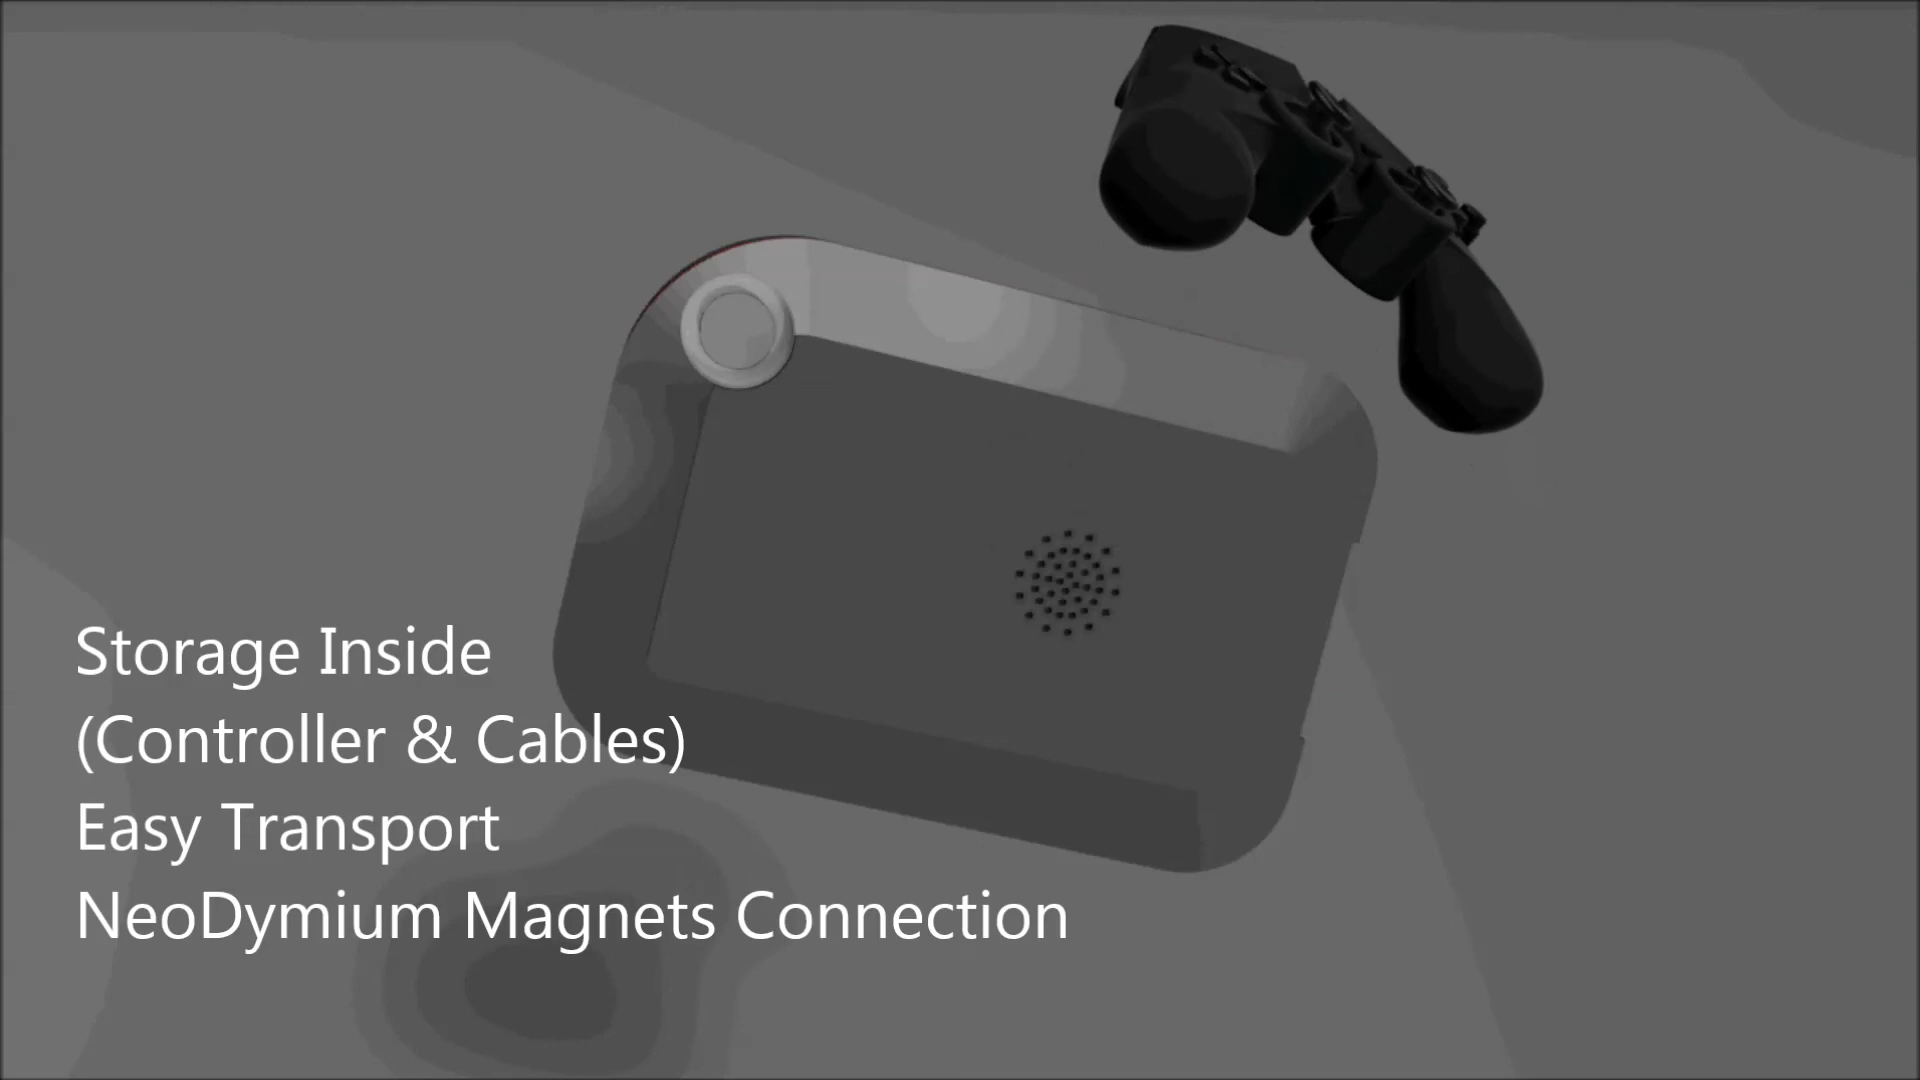 Storage Inside
(Controller & Cables)
Easy Transport
NeoDymium Magnets Connection